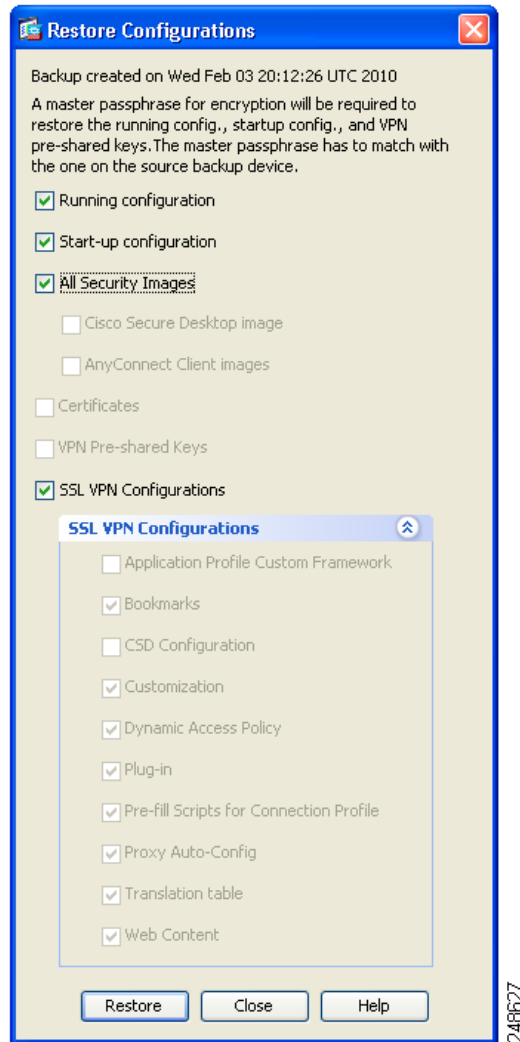 Restore Configurations
Backup created on Wed Feb 03 20:12:26 UTC 2010
A master passphrase for encryption will be required to
restore the running config., startup config., and VPN
pre-shared keys.The master passphrase has to match with
the one on the source backup device.
Running configuration
Start-up configuration
All Security Images
Cisco Secure Desktop image
AnyConnect Client images
Certificates
VPN Pre-shared Keys
SSL VPN Configurations
SSL VPN Configurations
Application Profile Custom Framework
Bookmarks
CSD Configuration
Customization
Dynamic Access Policy
Plug-in
Pre-fill Scripts for Connection Profile
Proxy Auto-Config
Translation table
Web Content
Restore Close Help
248627